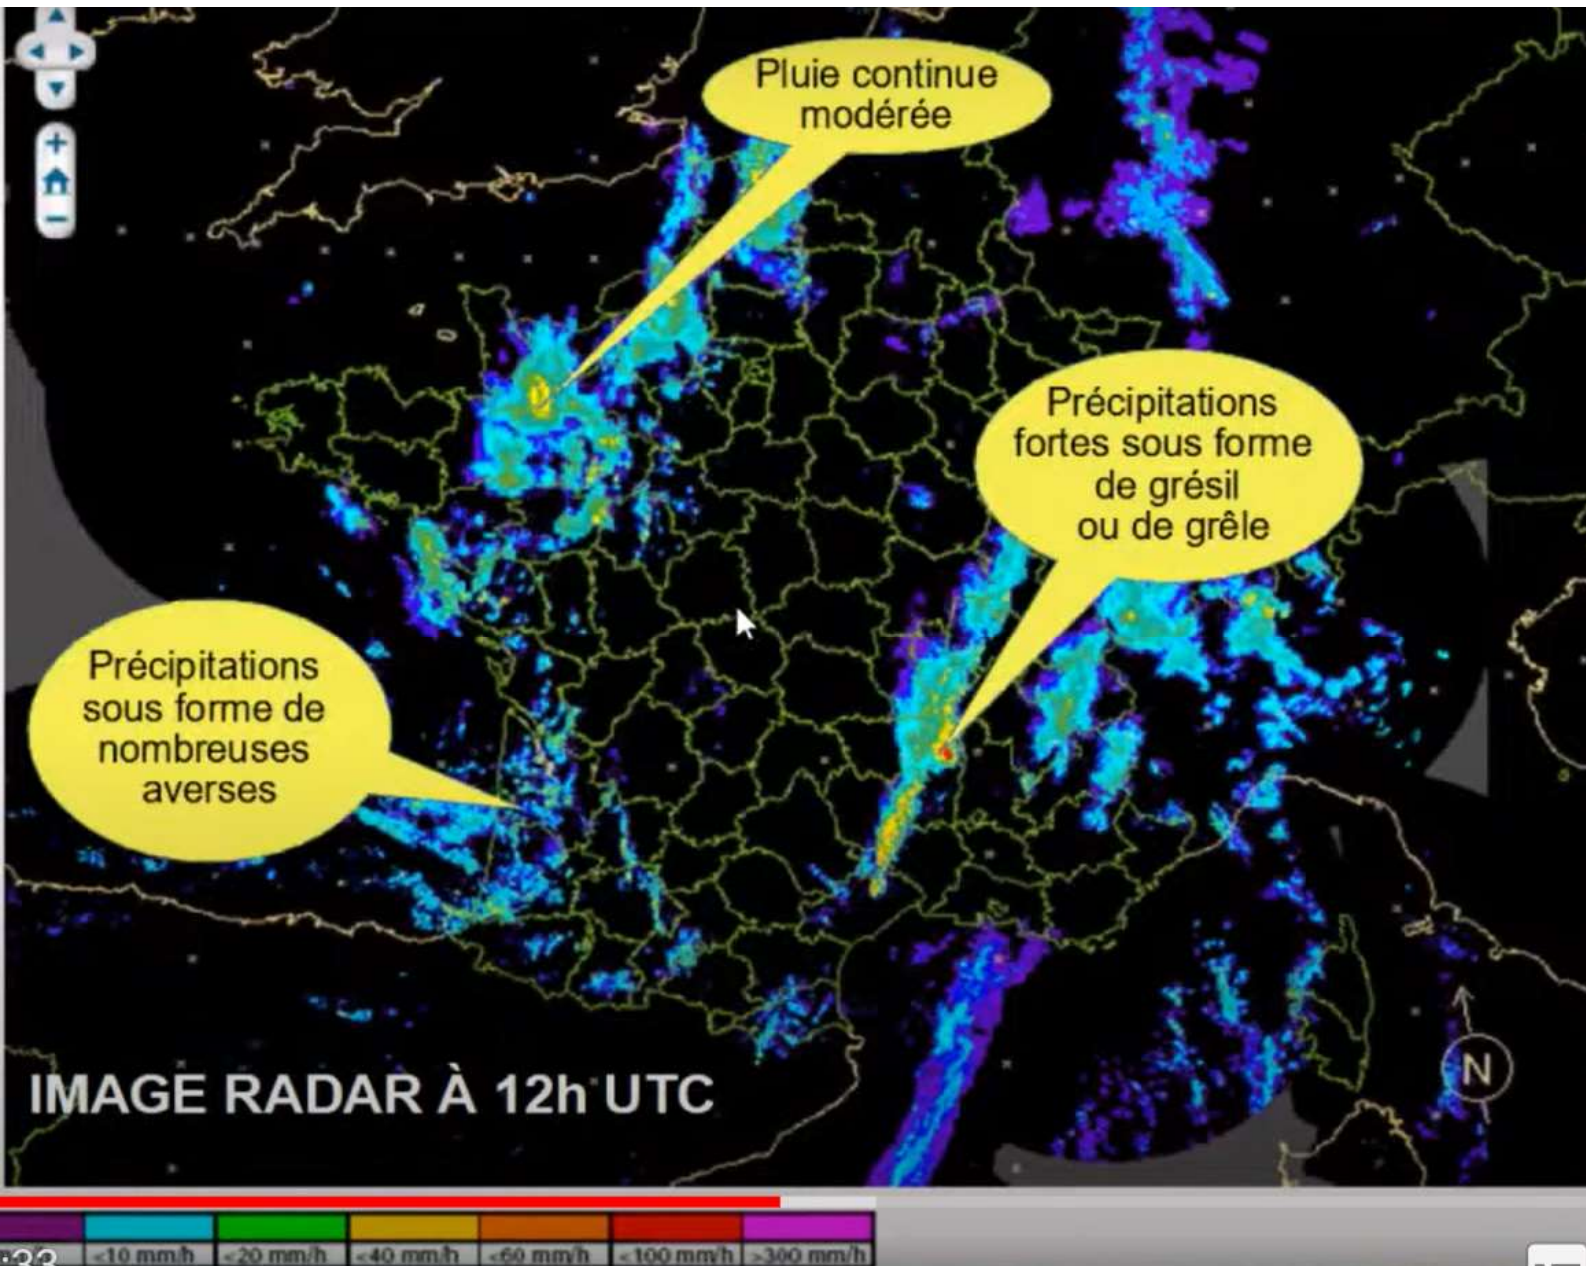 Pluie continue
modérée
Précipitations
fortes sous forme
de grésil
ou de grêle
Précipitations
sous forme de
nombreuses
averses
IMAGE RADAR À 12h UTC
N
<10 mm/h <20 mm/h <40 mm/h <60 mm/h <100 mm/h >300 mm/h